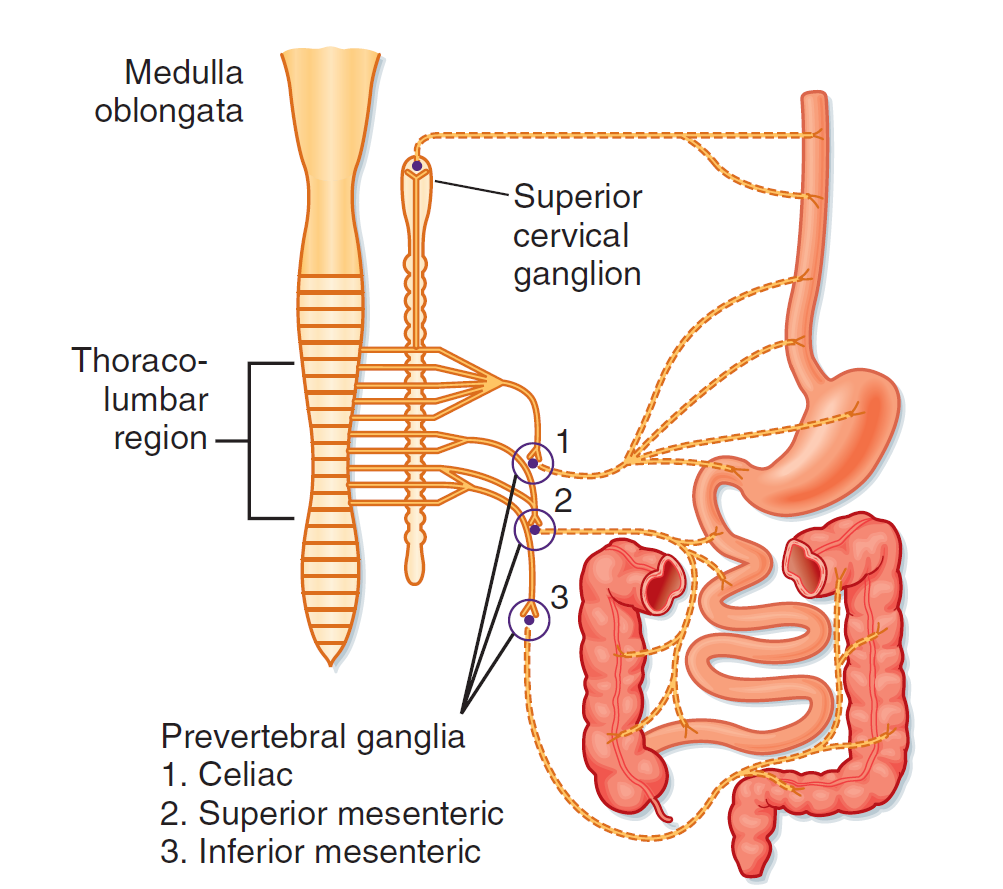 Medulla
oblongata
Superior
cervical
ganglion
Thoraco-
lumbar
region
1
2
3
Prevertebral ganglia
1. Celiac
2. Superior mesenteric
3. Inferior mesenteric